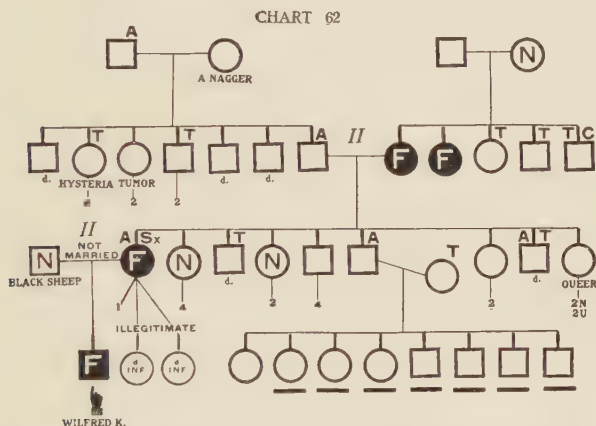 CHART 62
A
A NAGGER
N
T T A II T T T C
F F
d. HYSTERIA TUMOR d. d.
2 2
II
NOT MARRIED
A Sx T A T A T
N F N N
BLACK SHEEP
d. d. QUEER
1 4 2 4 2 2N
2U
ILLEGITIMATE
F
d d
INF INF
WILFRED K.